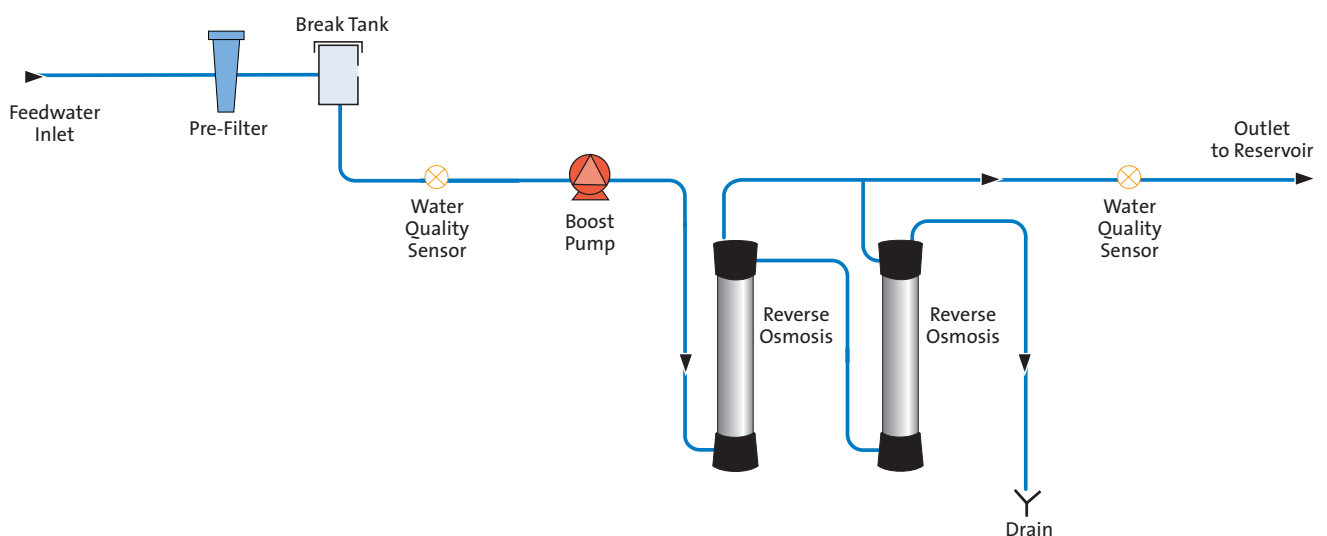 Break Tank
Feedwater
Inlet
Pre-Filter
Outlet
to Reservoir
Water
Quality
Sensor
Boost
Pump
Water
Quality
Sensor
Reverse
Osmosis
Reverse
Osmosis
Drain